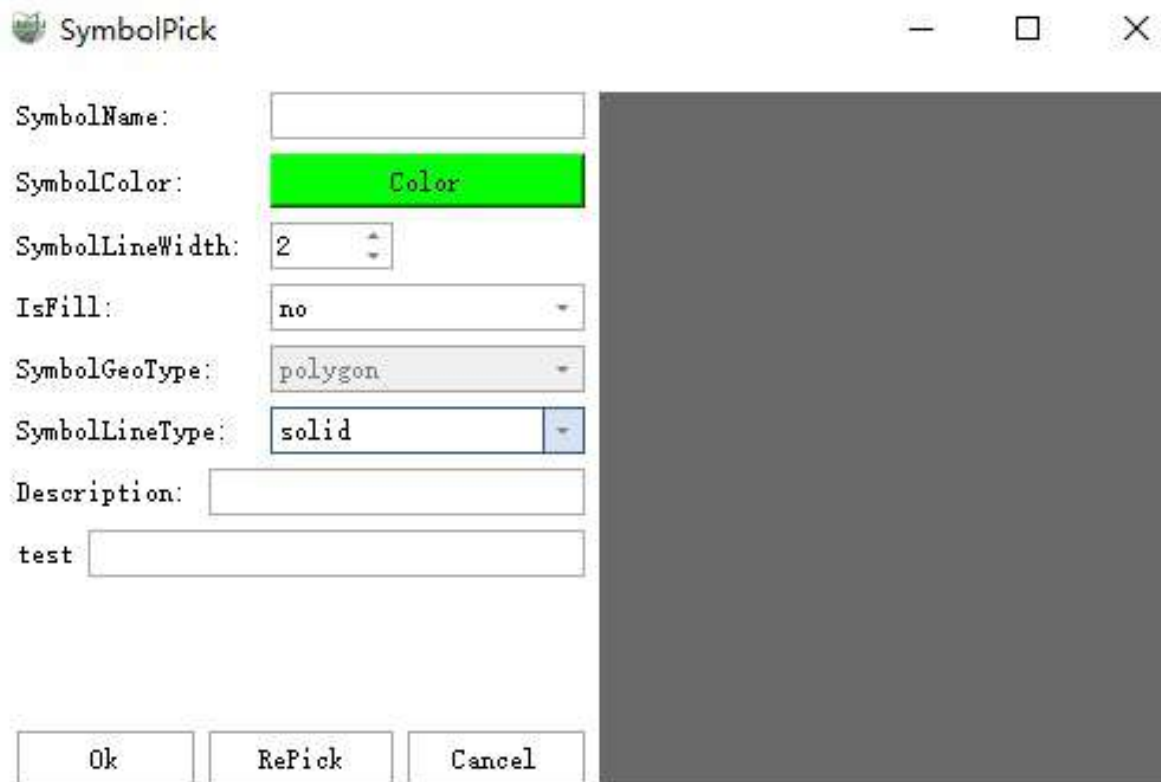 SymbolPick
SymbolName:
SymbolColor: Color
SymbolLineWidth: 2
IsFill: no
SymbolGeoType: polygon
SymbolLineType: solid
Description:
test
Ok RePick Cancel